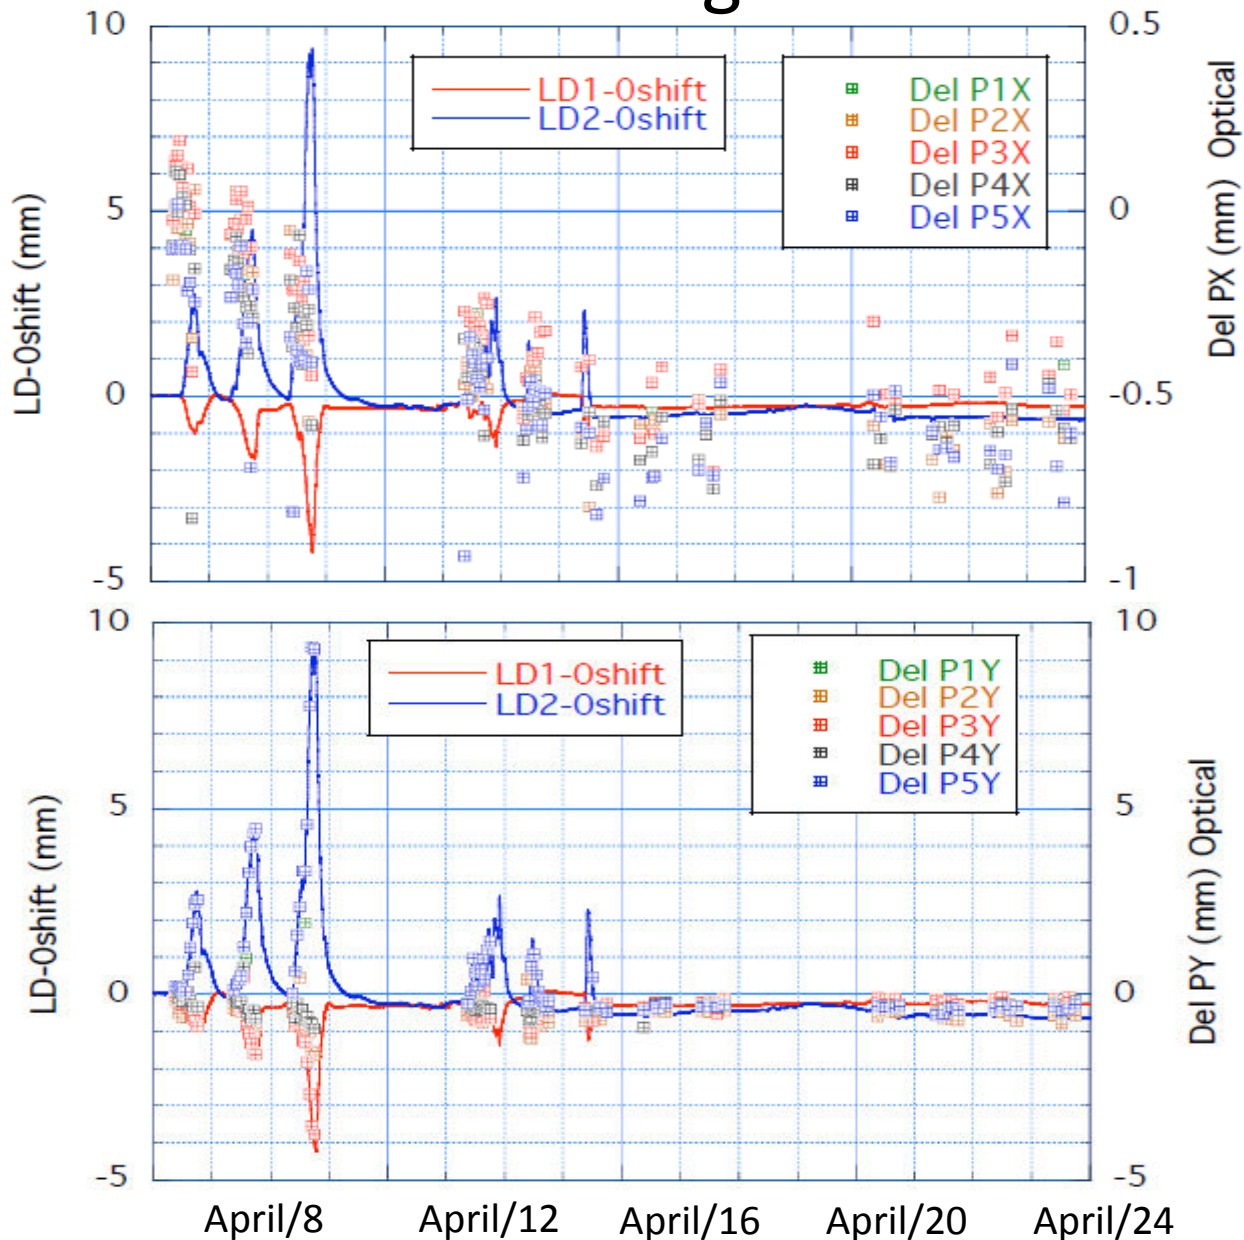 g
10
0.5
LD1-0shift
LD2-0shift
Del P1X
Del P2X
Del P3X
Del P4X
Del P5X
LD-0shift (mm)
5
0
Del PX (mm) Optical
0
-0.5
-5
-1
10
10
LD1-0shift
LD2-0shift
Del P1Y
Del P2Y
Del P3Y
Del P4Y
Del P5Y
LD-0shift (mm)
5
5
Del PY (mm) Optical
0
0
-5
-5
April/8 April/12 April/16 April/20 April/24